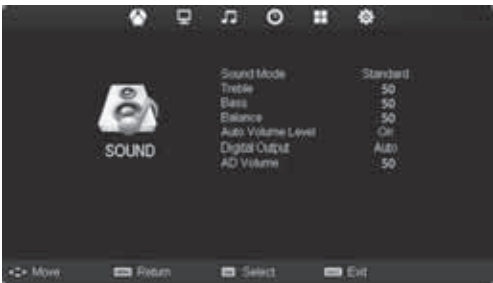 Sound Mode Standard
Treble 50
Bass 50
Balance 50
Auto Volume Level On
Digital Output Auto
AD Volume 50
SOUND
Move Return Select Exit